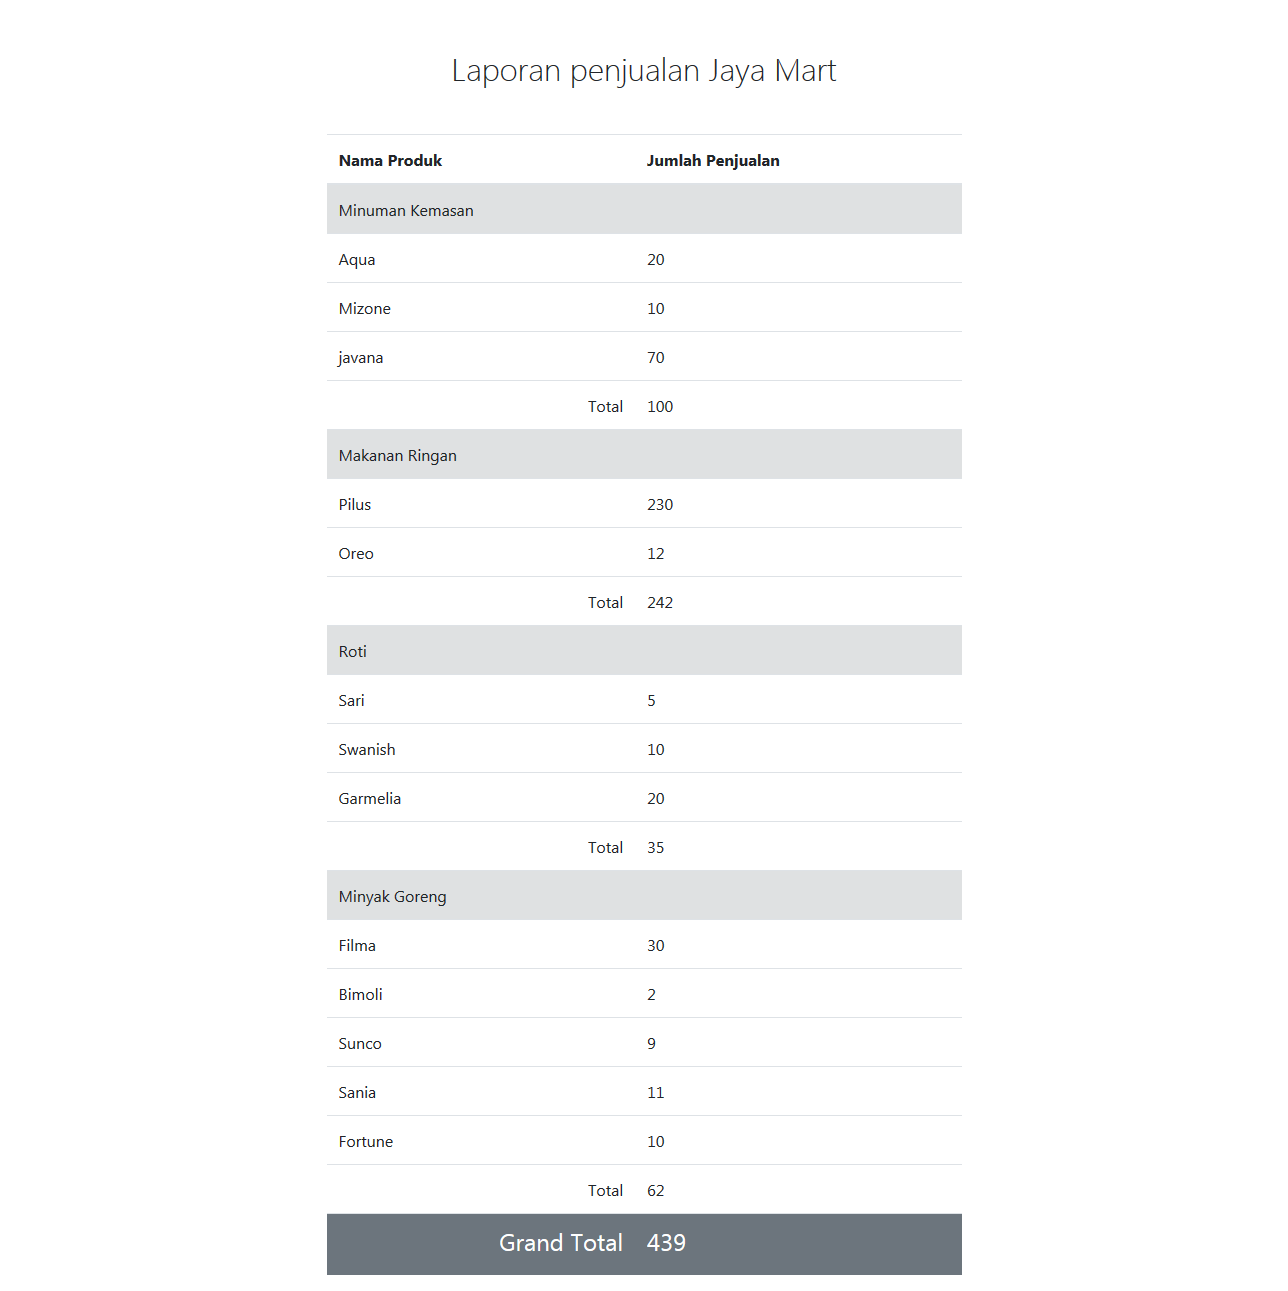 Laporan penjualan Jaya Mart
Nama Produk Jumlah Penjualan
Minuman Kemasan
Aqua 20
Mizone 10
javana 70
Total 100
Makanan Ringan
Pilus 230
Oreo 12
Total 242
Roti
Sari 5
Swanish 10
Garmelia 20
Total 35
Minyak Goreng
Filma 30
Bimoli 2
Sunco 9
Sania 11
Fortune 10
Total 62
Grand Total 439